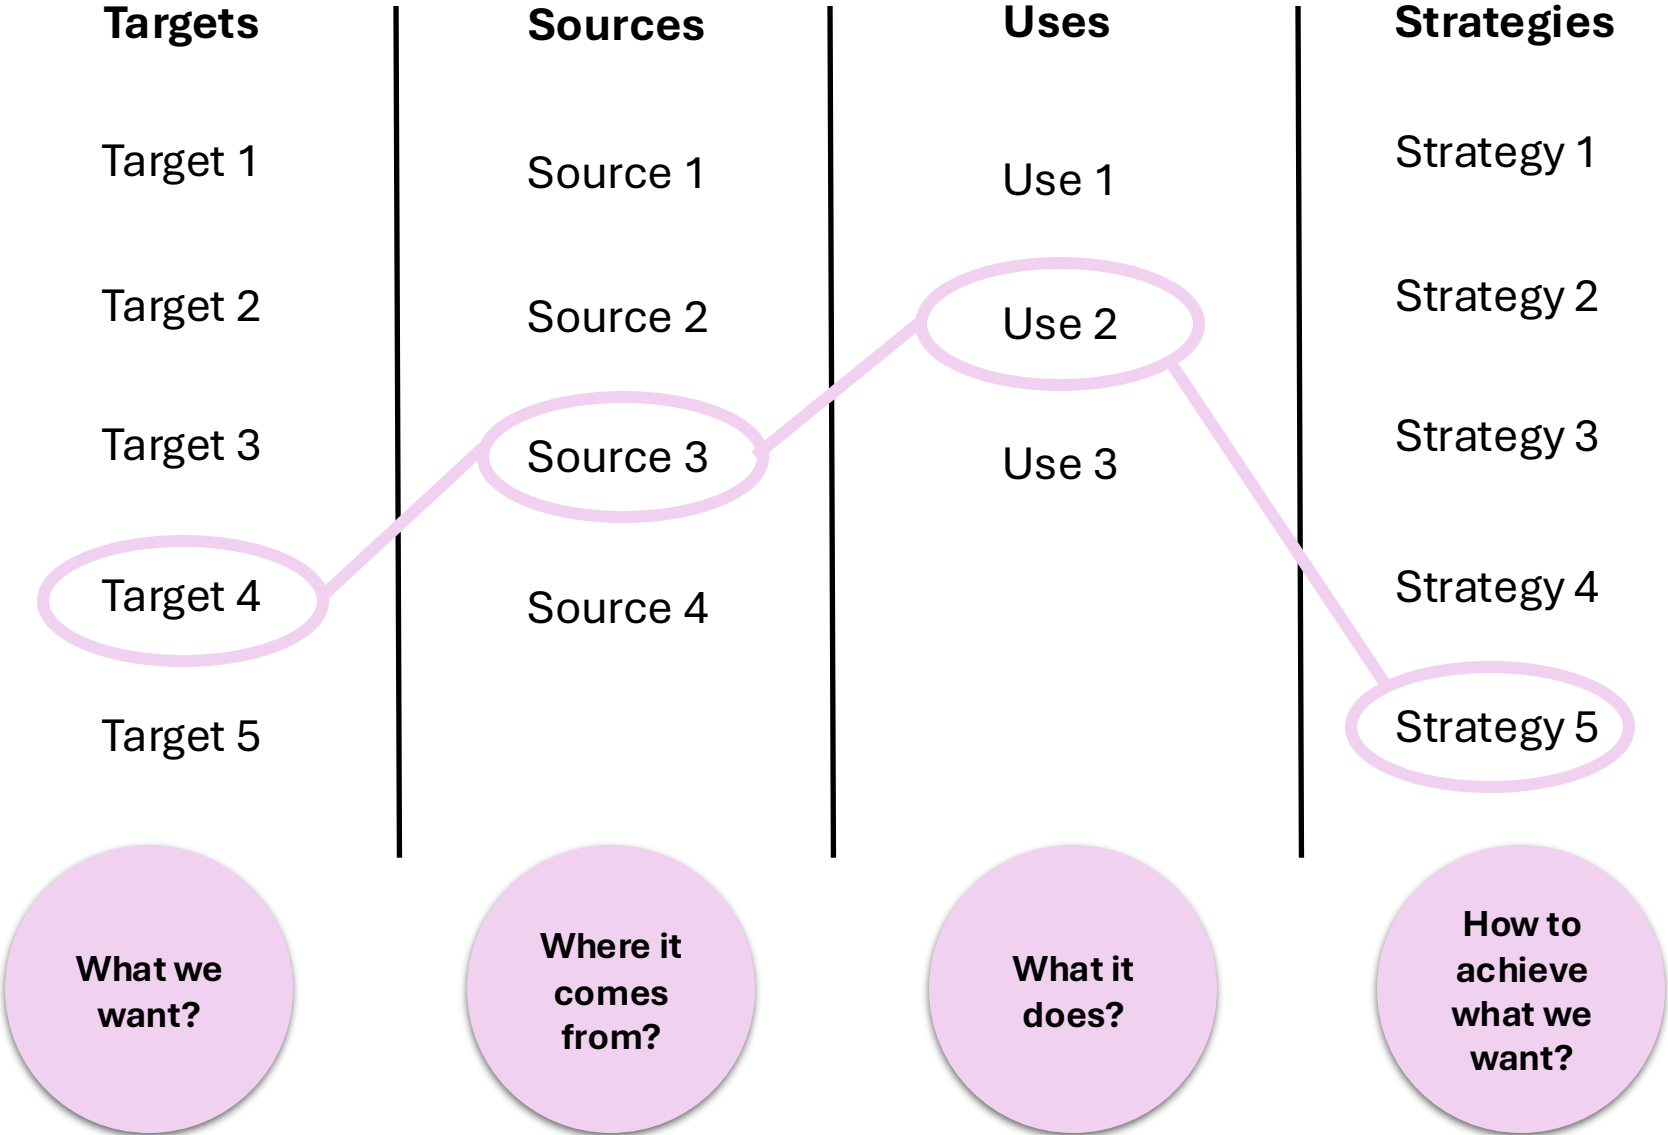 Targets
Sources
Uses
Strategies
Target 1
Source 1
Use 1
Strategy 1
Target 2
Source 2
Use 2
Strategy 2
Target 3
Source 3
Use 3
Strategy 3
Target 4
Source 4
Strategy 4
Target 5
Strategy 5
What we
want?
Where it
comes
from?
What it
does?
How to
achieve
what we
want?